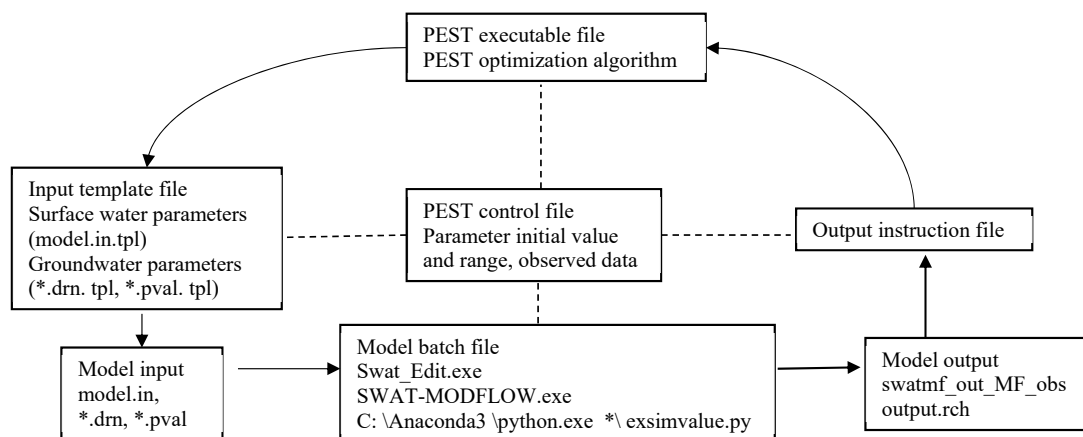 PEST executable file
PEST optimization algorithm
Input template file
Surface water parameters
(model.in.tpl)
Groundwater parameters
(*.drn. tpl, *.pval. tpl)
PEST control file
Parameter initial value
and range, observed data
Output instruction file
Model input
model.in,
*.drn, *.pval
Model batch file
Swat_Edit.exe
SWAT-MODFLOW.exe
C: \Anaconda3 \python.exe *\ exsimvalue.py
Model output
swatmf_out_MF_obs
output.rch